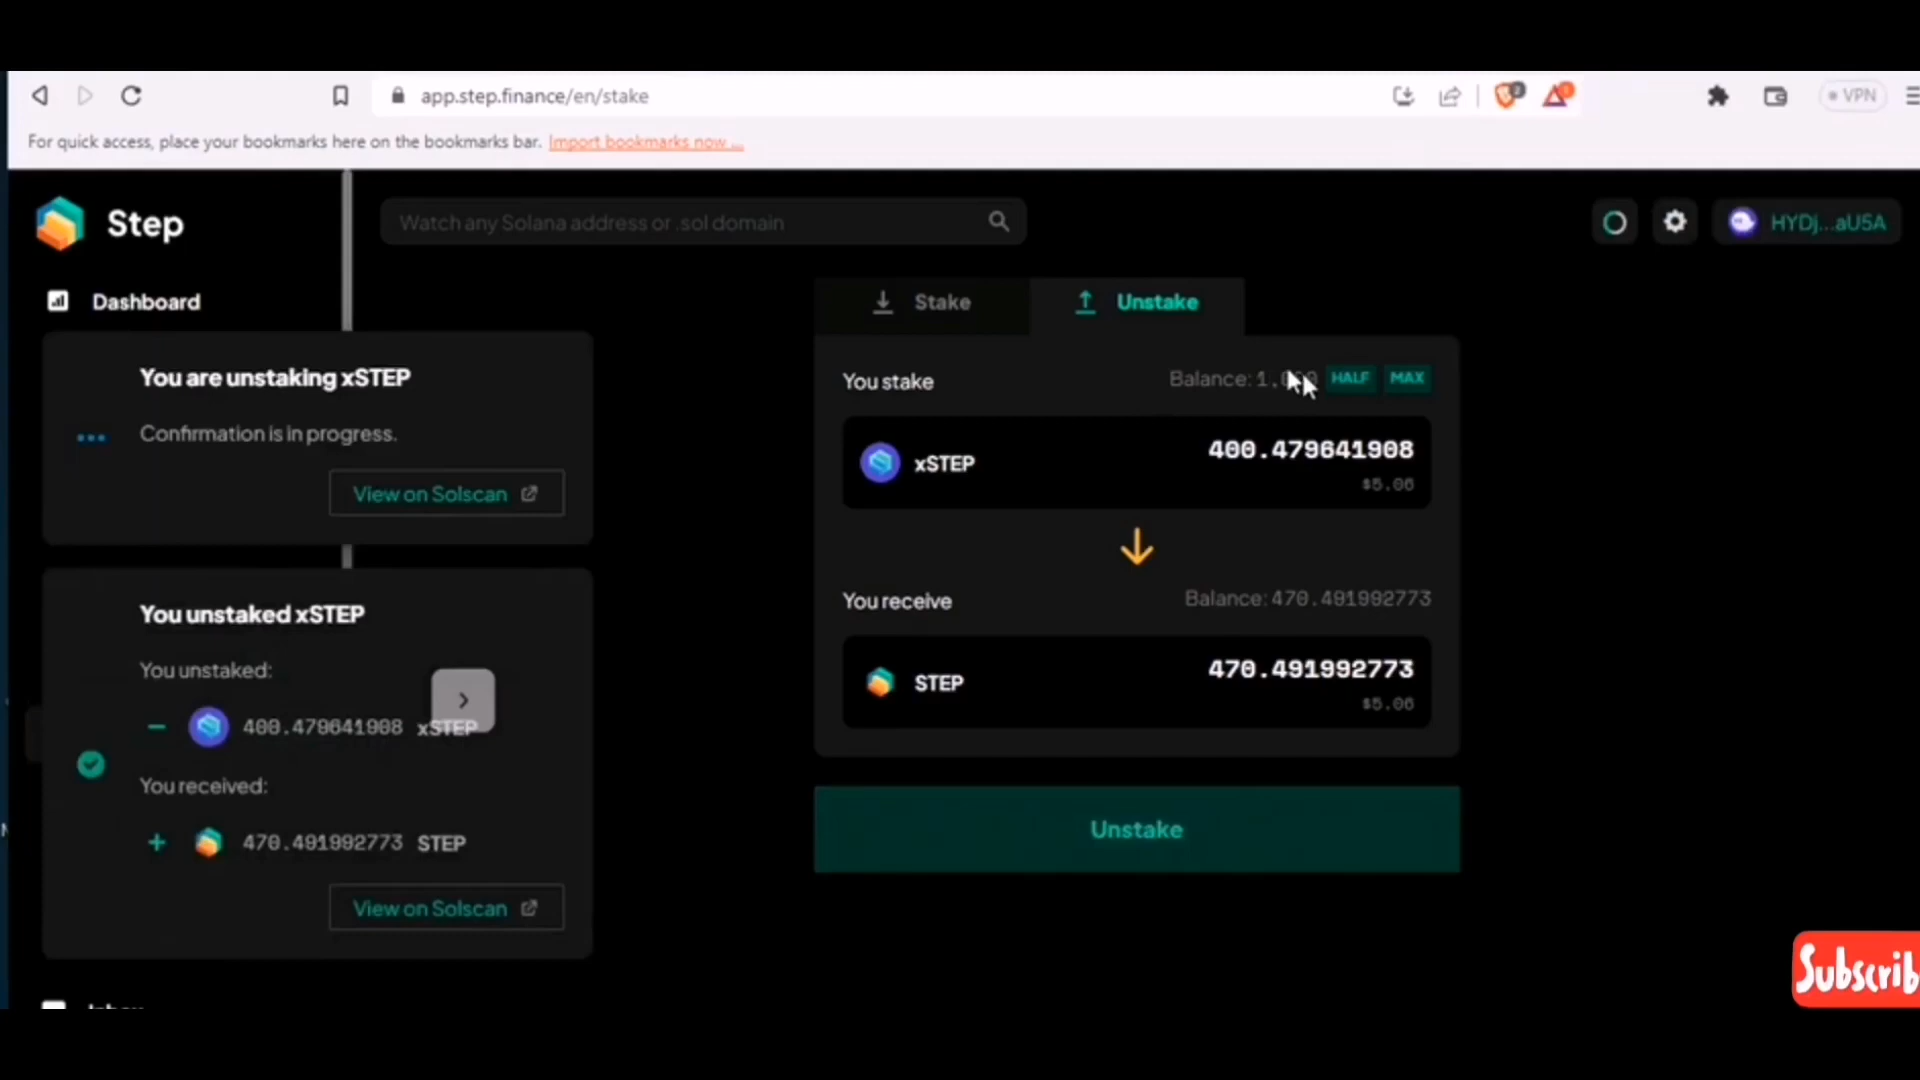 app.step.finance/en/stake
VPN
For quick access, place your bookmarks here on the bookmarks bar. Import bookmarks now ...
Step
Watch any Solana address or .sol domain
HYDj...aU5A
Dashboard
Stake
Unstake
You are unstaking xSTEP
Confirmation is in progress.
View on Solscan
You stake
Balance:
HALF
MAX
xSTEP
400.479641908
$5.06
You receive
Balance: 470.491992773
STEP
470.491992773
$5.06
Unstake
You unstaked xSTEP
You unstaked:
400.479641908 xSTEP
You received:
470.491992773 STEP
View on Solscan
Subscrib